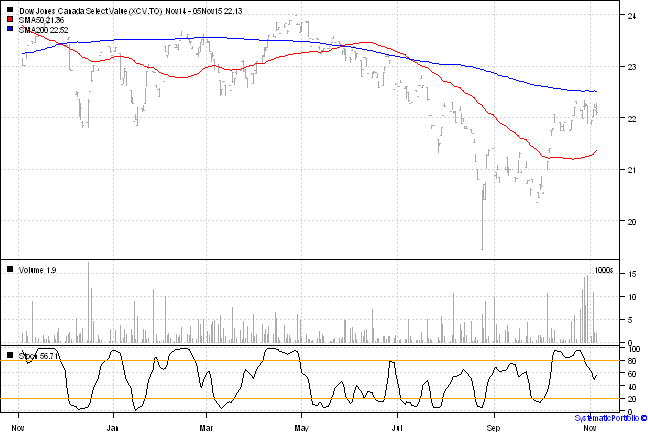 Dow Jones Canada Select Value (XCV.TO) Nov14 - 05Nov15 22.13
SMA50 21.36
SMA200 22.52
24
23
22
21
20
Volume 1.9
1000s
15
10
5
0
Stoch 56.71
100
80
60
40
20
0
Nov Jan Mar May Jul Sep Nov
SystematicPortfolio ©